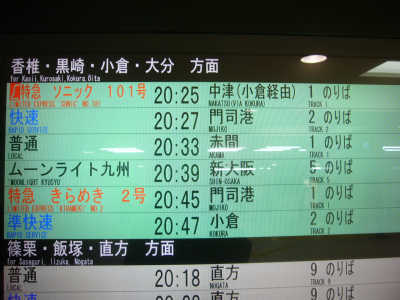 香椎・黒崎・小倉・大分 方面
for Kasii,Kurosaki,Kokura,Oita
特急 ソニック 101号 20:25 中津(小倉経由) 1 のりば
LIMITED EXPRESS SONIC NO.101 NAKATSU(VIA KOKURA) TRACK 1
快速 20:27 門司港 2 のりば
RAPID SERVICE MOJIKO TRACK 2
普通 20:33 赤間 1 のりば
LOCAL AKAMA TRACK 1
ムーンライト九州 20:39 新大阪 5 のりば
MOONLIGHT KYUSYU SHIN-OSAKA TRACK 5
特急 きらめき 2号 20:45 門司港 1 のりば
LIMITED EXPRESS KIRAMEKI NO.2 MOJIKO TRACK 1
準快速 20:47 小倉 2 のりば
RAPID SERVICE KOKURA TRACK 2
篠栗・飯塚・直方 方面
for Sasaguri, Iizuka, Nogata
普通 20:18 直方 9 のりば
LOCAL NOGATA TRACK 9
快速 9 のりば